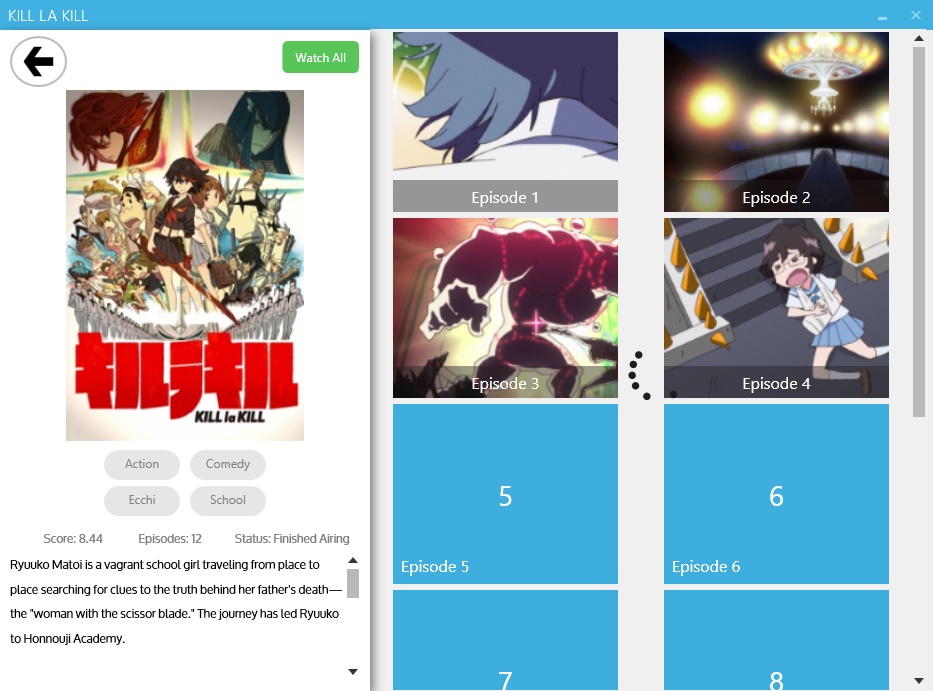 KILL LA KILL
Watch All
キルラキル
KILL la KILL
Action
Comedy
Ecchi
School
Score: 8.44
Episodes: 12
Status: Finished Airing
Ryuuko Matoi is a vagrant school girl traveling from place to
place searching for clues to the truth behind her father's death—
the "woman with the scissor blade." The journey has led Ryuuko
to Honnouji Academy.
Episode 1
Episode 2
Episode 3
Episode 4
5
Episode 5
6
Episode 6
7
8